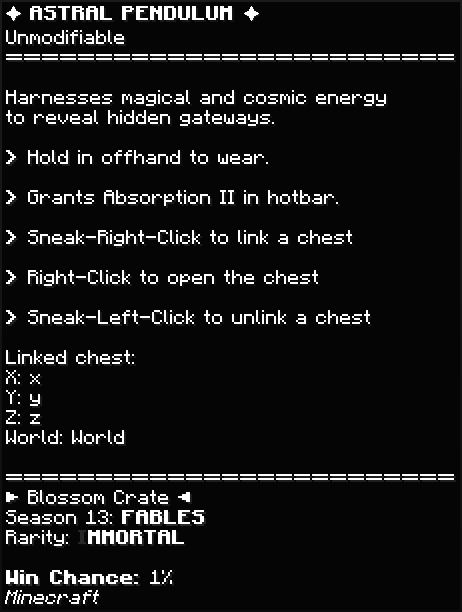 ✦ ASTRAL PENDULUM ✦
Unmodifiable
==================================
Harnesses magical and cosmic energy
to reveal hidden gateways.
> Hold in offhand to wear.
> Grants Absorption II in hotbar.
> Sneak-Right-Click to link a chest
> Right-Click to open the chest
> Sneak-Left-Click to unlink a chest
Linked chest:
X: x
Y: y
Z: z
World: World
==================================
► Blossom Crate ◄
Season 13: FABLES
Rarity: IMMORTAL
Win Chance: 1%
Minecraft